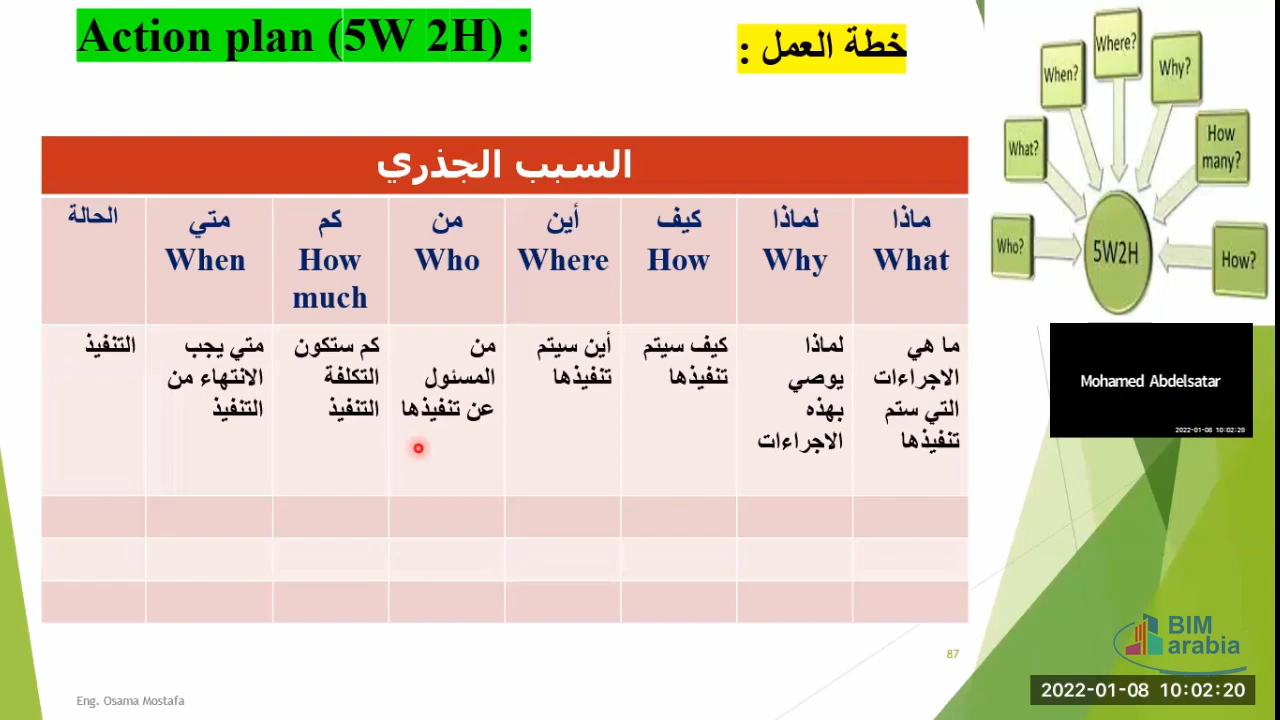 Action plan (5W 2H) :
خطة العمل :
السبب الجذري
ماذا
What
لماذا
Why
كيف
How
أين
Where
من
Who
كم
How
much
متي
When
الحالة
ما هي
الاجراءات
التي ستم
تنفيذها
لماذا
يوصي
بهذه
الاجراءات
كيف سيتم
تنفيذها
أين سيتم
تنفيذها
من
المسئول
عن تنفيذها
كم ستكون
التكلفة
التنفيذ
متي يجب
الانتهاء من
التنفيذ
التنفيذ
Who?
What?
When?
Where?
Why?
How
many?
How?
5W2H
Mohamed Abdelsatar
2022-01-08 10:02:20
BIM
arabia
87
2022-01-08 10:02:20
Eng. Osama Mostafa